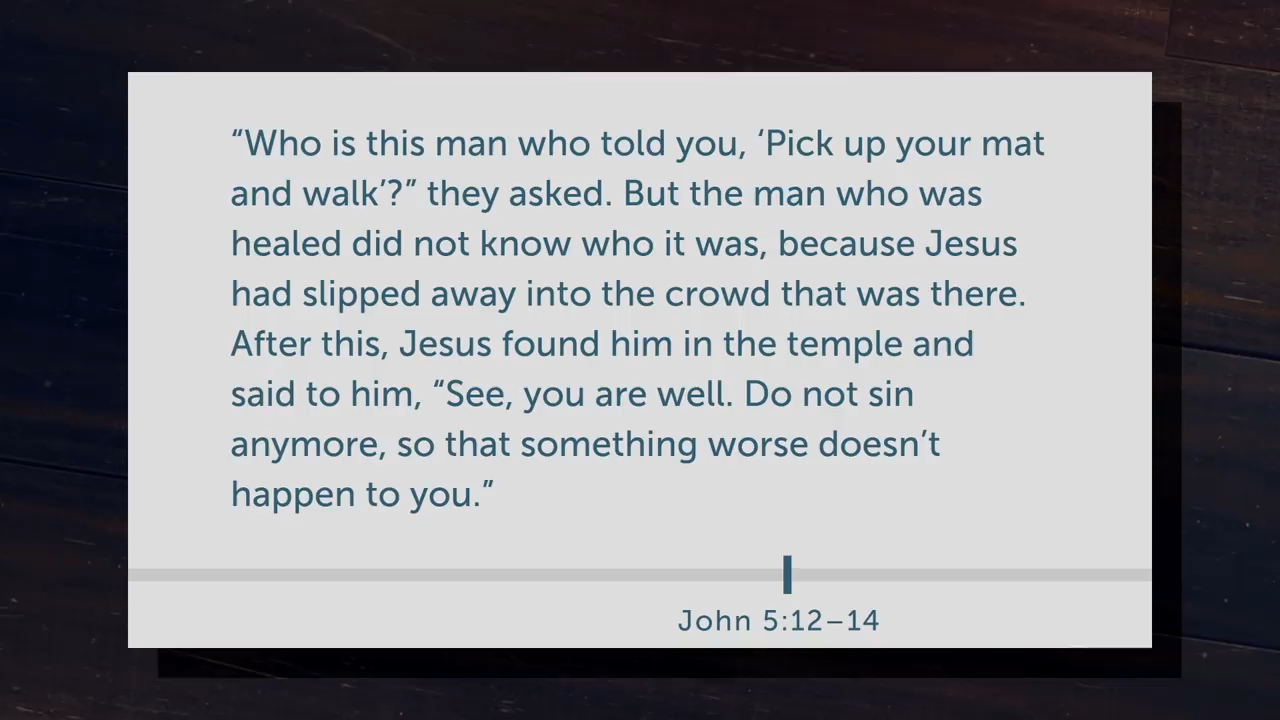 “Who is this man who told you, ‘Pick up your mat
and walk’?” they asked. But the man who was
healed did not know who it was, because Jesus
had slipped away into the crowd that was there.
After this, Jesus found him in the temple and
said to him, “See, you are well. Do not sin
anymore, so that something worse doesn’t
happen to you.”
John 5:12–14